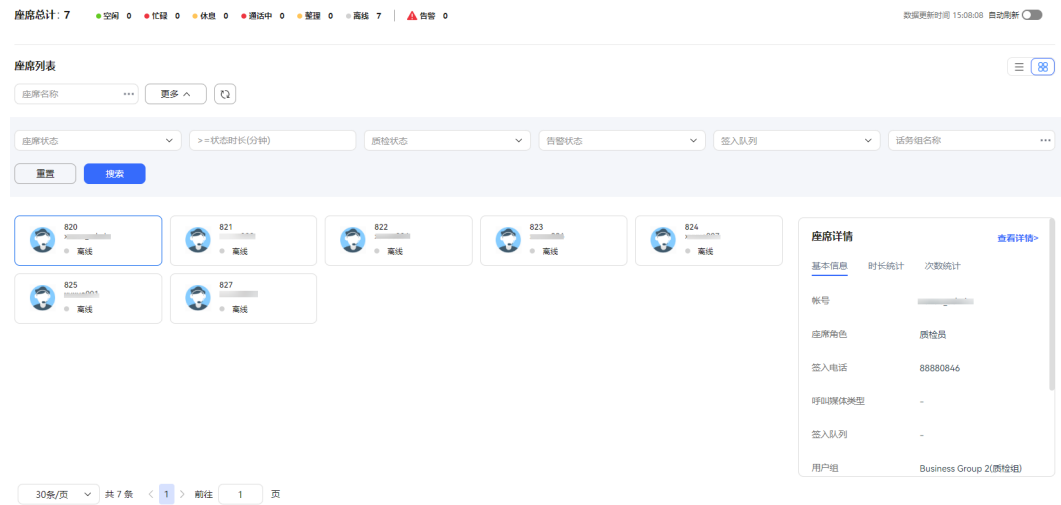 座席总计: 7 空闲 0 忙碌 0 休息 0 通话中 0 整理 0 离线 7 告警 0 数据更新时间 15:08:08 自动刷新
座席列表
座席名称 ••• 更多
座席状态 >=状态时长(分钟) 质检状态 告警状态 签入队列 话务组名称 •••
重置 搜索
820 821 822 823 824
离线 离线 离线 离线 离线
825 827
离线 离线
座席详情 查看详情>
基本信息 时长统计 次数统计
帐号
座席角色 质检员
签入电话 88880846
呼叫媒体类型 -
签入队列 -
用户组 Business Group 2(质检组)
30条/页 共 7 条 < 1 > 前往 1 页